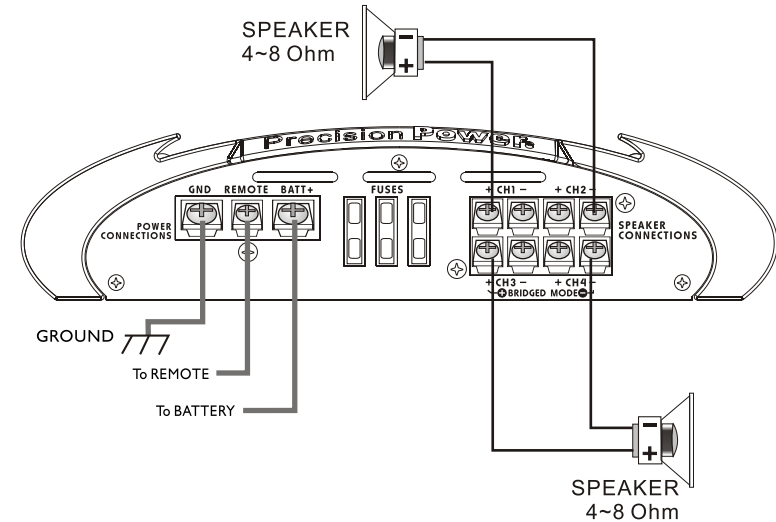 SPEAKER
4~8 Ohm
Precision Power
GND REMOTE BATT+
FUSES
+ CH1 − + CH2 −
POWER
CONNECTIONS
SPEAKER
CONNECTIONS
+ CH3 − + CH4 −
+BRIDGED MODE−
GROUND
To REMOTE
To BATTERY
− +
− +
SPEAKER
4~8 Ohm